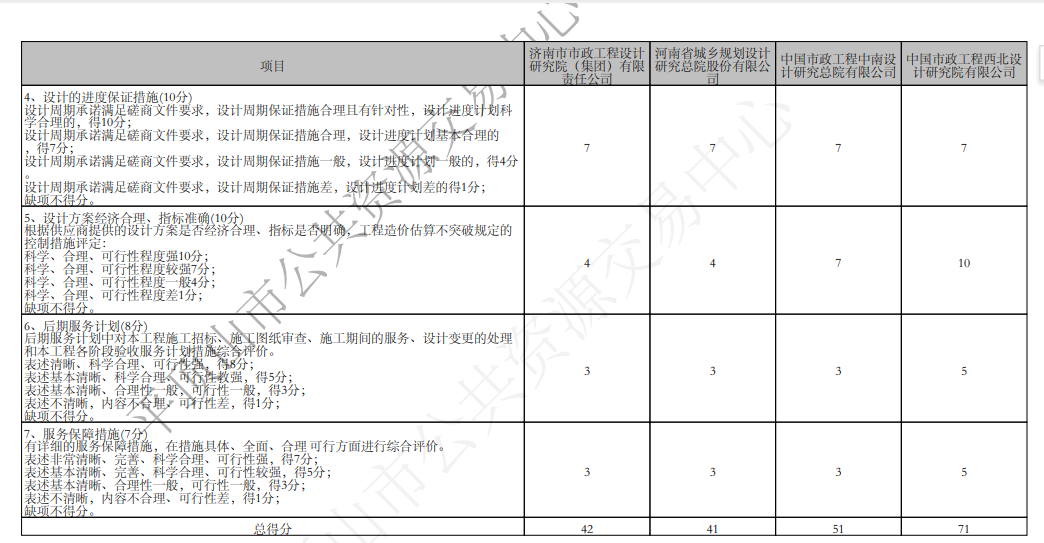 项目
济南市市政工程设计
研究院（集团）有限
责任公司
河南省城乡规划设计
研究总院股份有限公
司
中国市政工程中南设
计研究总院有限公司
中国市政工程西北设
计研究院有限公司
4、设计的进度保证措施(10分)
设计周期承诺满足磋商文件要求，设计周期保证措施合理且有针对性，设计进度计划科
学合理的，得10分；
设计周期承诺满足磋商文件要求，设计周期保证措施合理，设计进度计划基本合理的
，得7分；
设计周期承诺满足磋商文件要求，设计周期保证措施一般，设计进度计划一般的，得4分
。
设计周期承诺满足磋商文件要求，设计周期保证措施差，设计进度计划差的得1分；
缺项不得分。
7 7 7 7
5、设计方案经济合理、指标准确(10分)
根据供应商提供的设计方案是否经济合理、指标是否明确，工程造价估算不突破规定的
控制措施评定：
科学、合理、可行性程度强10分；
科学、合理、可行性程度较强7分；
科学、合理、可行性程度一般4分；
科学、合理、可行性程度差1分；
缺项不得分。
4 4 7 10
6、后期服务计划(8分)
后期服务计划中对本工程施工招标、施工图纸审查、施工期间的服务、设计变更的处理
和本工程各阶段验收服务计划措施综合评价。
表述清晰、科学合理、可行性强，得8分；
表述基本清晰、科学合理、可行性教强，得5分；
表述基本清晰、合理性一般，可行性一般，得3分；
表述不清晰，内容不合理、可行性差，得1分；
缺项不得分。
3 3 3 5
7、服务保障措施(7分)
有详细的服务保障措施，在措施具体、全面、合理 可行方面进行综合评价。
表述非常清晰、完善、科学合理、可行性强，得7分；
表述基本清晰、完善、科学合理、可行性较强，得5分；
表述基本清晰、合理性一般，可行性一般，得3分；
表述不清晰，内容不合理、可行性差，得1分；
缺项不得分。
3 3 3 5
总得分 42 41 51 71
平顶山市公共资源交易中心
山市公共资源交易中心